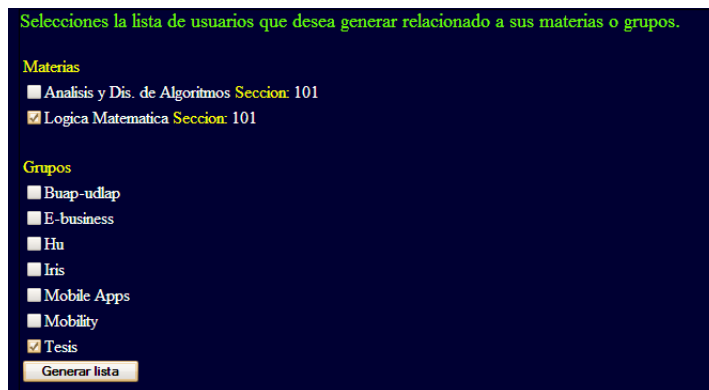 Selecciones la lista de usuarios que desea generar relacionado a sus materias o grupos.
Materias
Analisis y Dis. de Algoritmos Seccion: 101
Logica Matematica Seccion: 101
Grupos
Buap-udlap
E-business
Hu
Iris
Mobile Apps
Mobility
Tesis
Generar lista